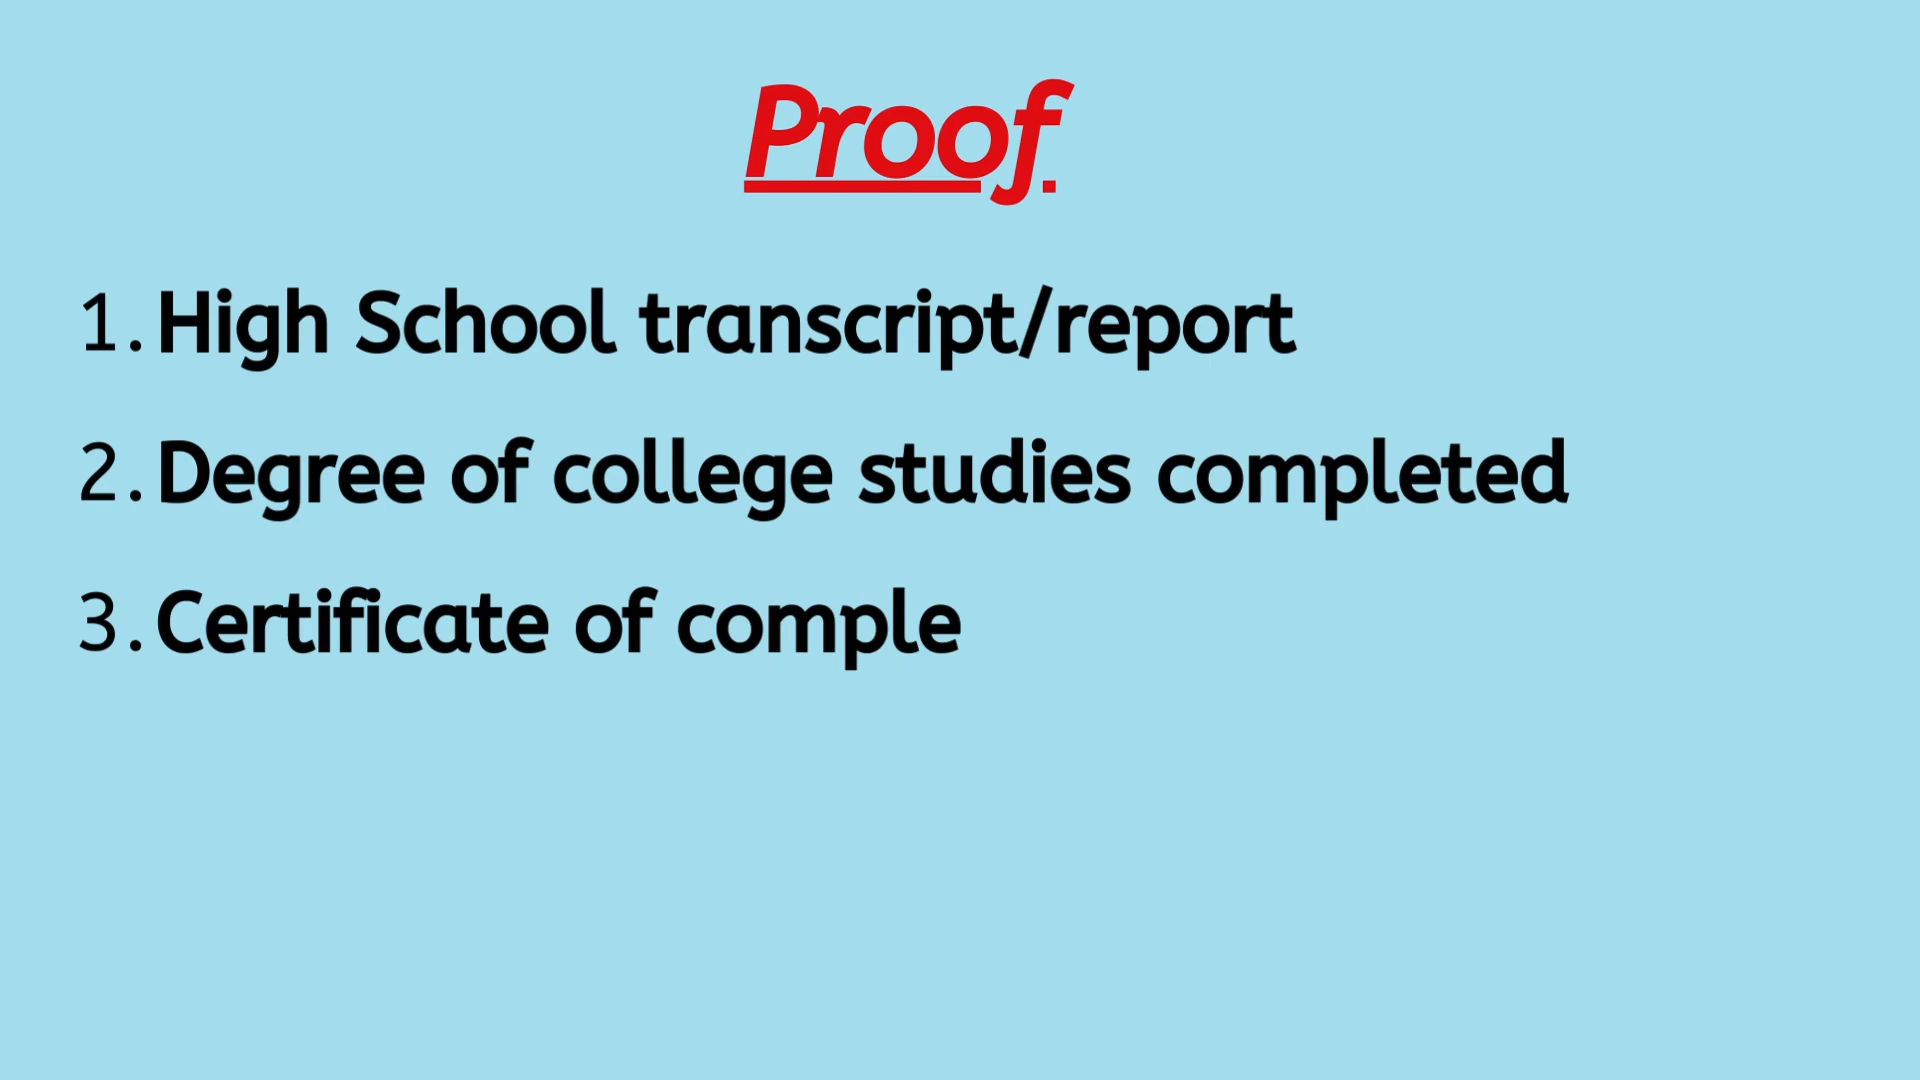 Proof
1. High School transcript/report
2. Degree of college studies completed
3. Certificate of comple